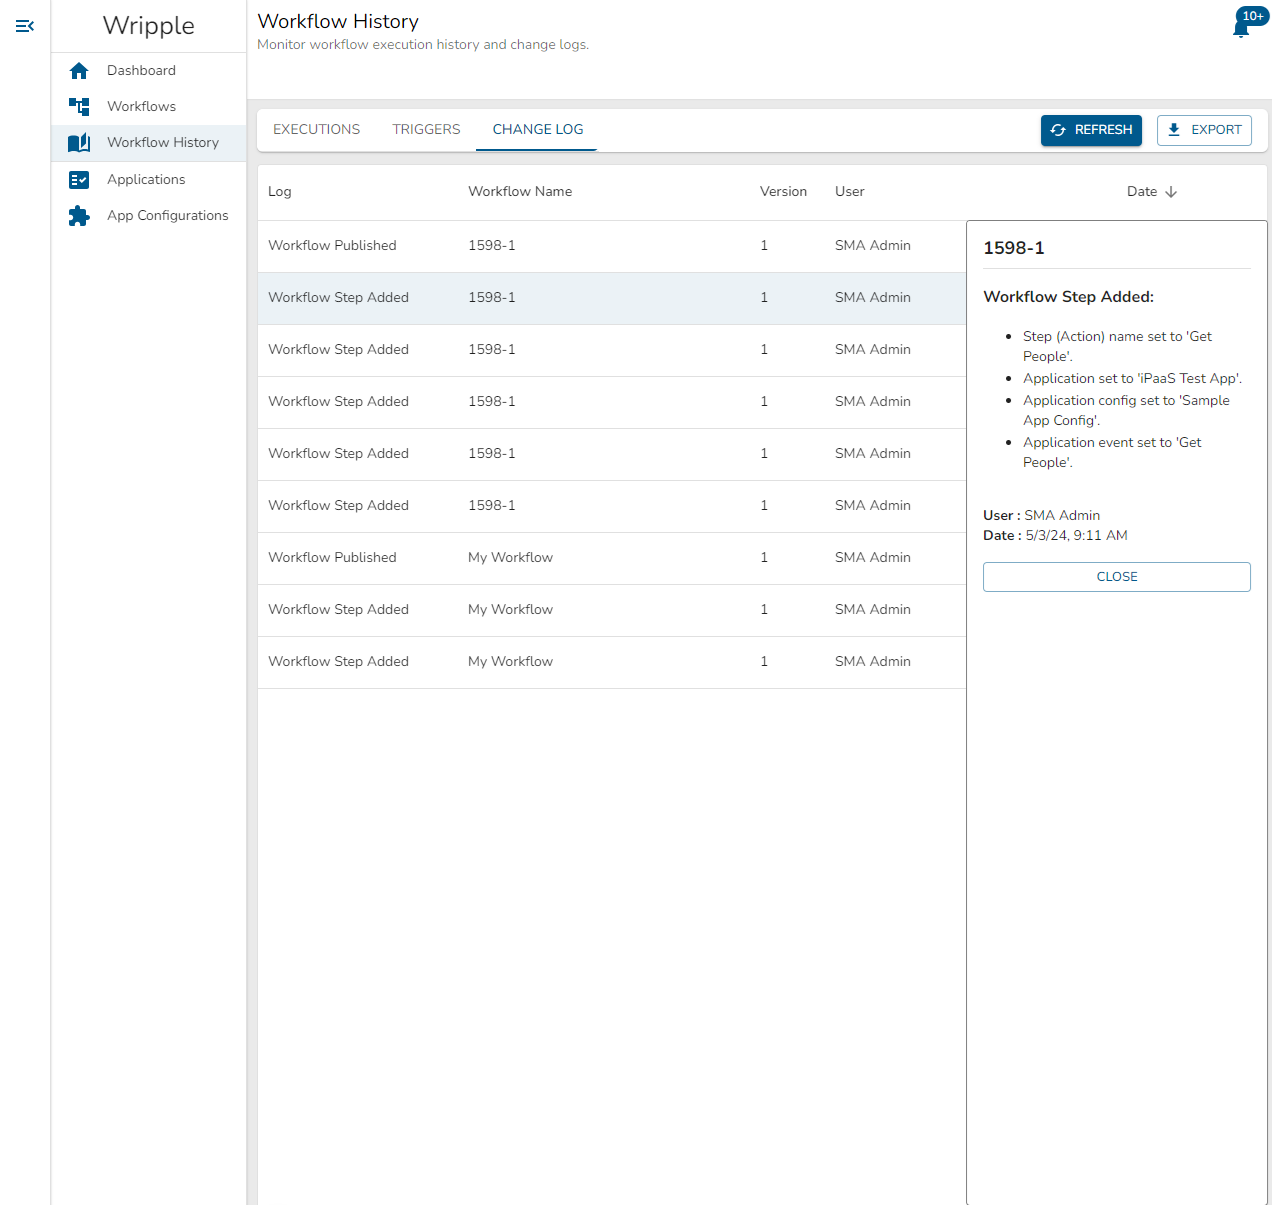 Wripple
Dashboard
Workflows
Workflow History
Applications
App Configurations
Workflow History
Monitor workflow execution history and change logs.
10+
EXECUTIONS TRIGGERS CHANGE LOG REFRESH EXPORT
Log Workflow Name Version User Date
Workflow Published 1598-1 1 SMA Admin
Workflow Step Added 1598-1 1 SMA Admin
Workflow Step Added 1598-1 1 SMA Admin
Workflow Step Added 1598-1 1 SMA Admin
Workflow Step Added 1598-1 1 SMA Admin
Workflow Step Added 1598-1 1 SMA Admin
Workflow Published My Workflow 1 SMA Admin
Workflow Step Added My Workflow 1 SMA Admin
Workflow Step Added My Workflow 1 SMA Admin
1598-1
Workflow Step Added:
• Step (Action) name set to 'Get
People'.
• Application set to 'iPaaS Test App'.
• Application config set to 'Sample
App Config'.
• Application event set to 'Get
People'.
User : SMA Admin
Date : 5/3/24, 9:11 AM
CLOSE